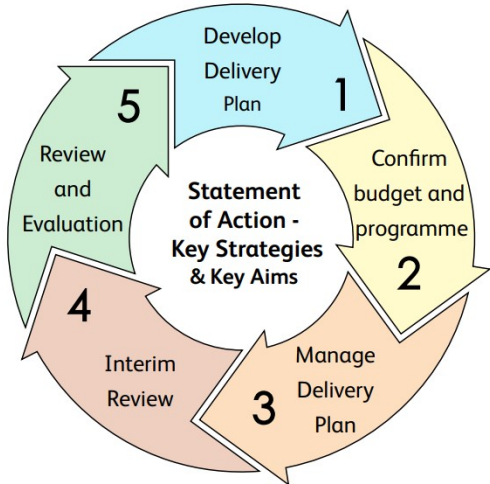 Develop
Delivery
Plan
1
Confirm
budget and
programme
2
Manage
Delivery
Plan
3
Interim
Review
4
Review
and
Evaluation
5
Statement
of Action -
Key Strategies
& Key Aims